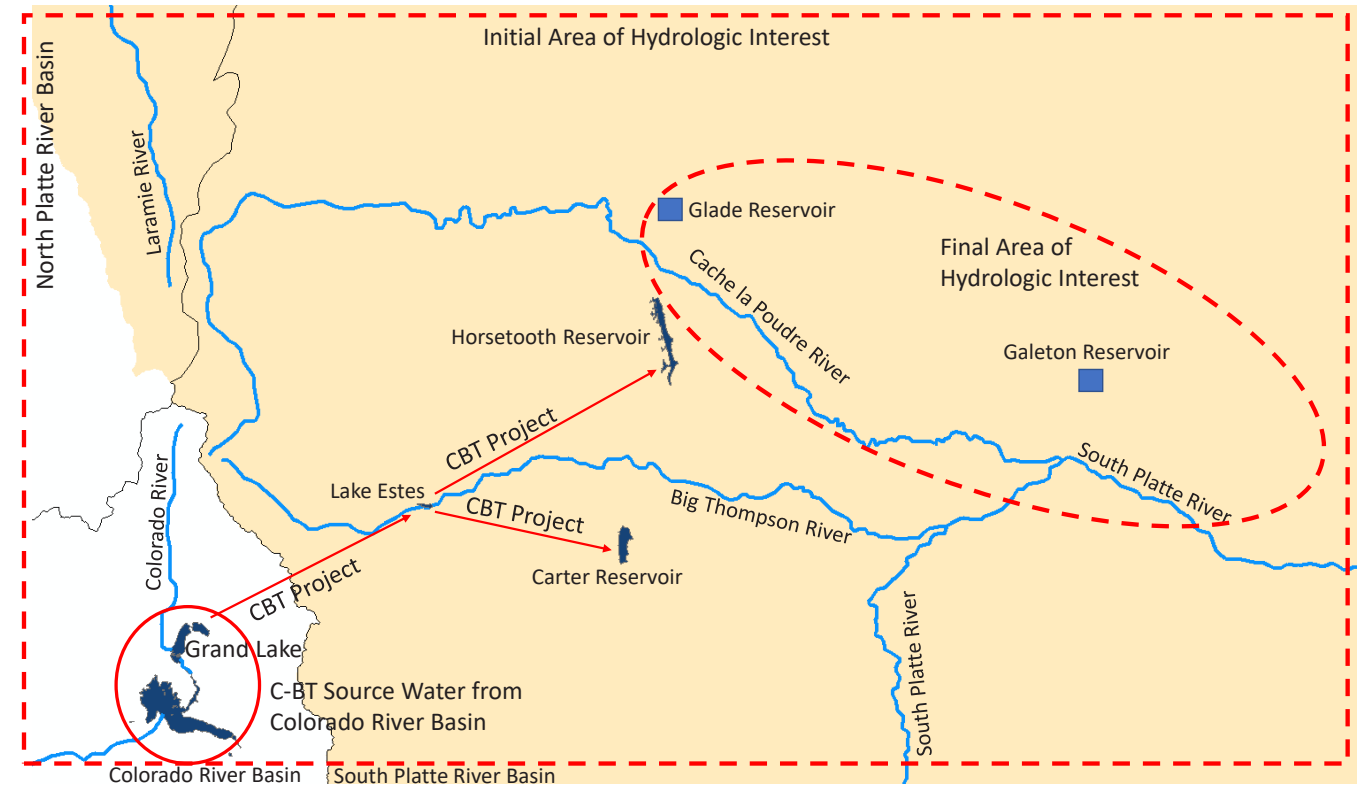 Initial Area of Hydrologic Interest
North Platte River Basin
Laramie River
Glade Reservoir
Final Area of
Hydrologic Interest
Cache la Poudre River
Horsetooth Reservoir
Galeton Reservoir
CBT Project
South Platte River
Colorado River
Lake Estes
CBT Project
Big Thompson River
Carter Reservoir
CBT Project
South Platte River
Grand Lake
C-BT Source Water from
Colorado River Basin
Colorado River Basin
South Platte River Basin